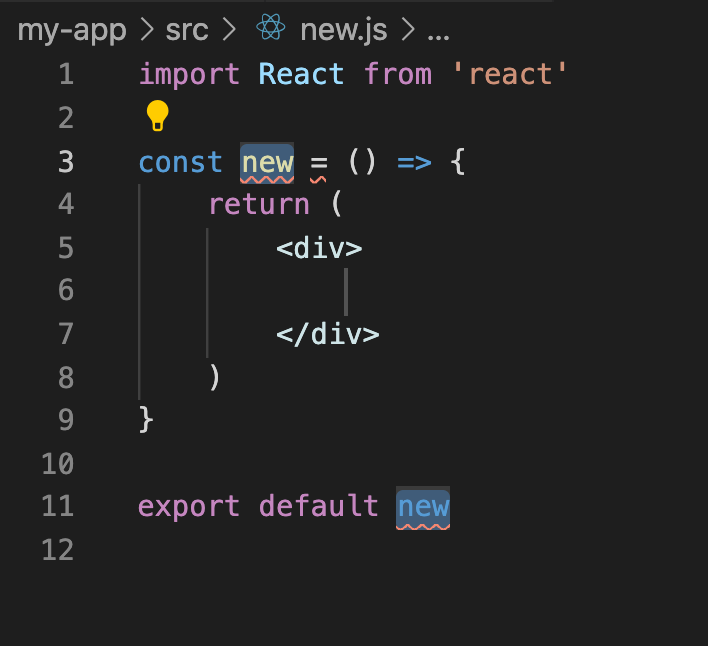 my-app > src > new.js > ...
1 import React from 'react'
2
3 const new = () => {
4 return (
5 <div>
6
7 </div>
8 )
9 }
10
11 export default new
12